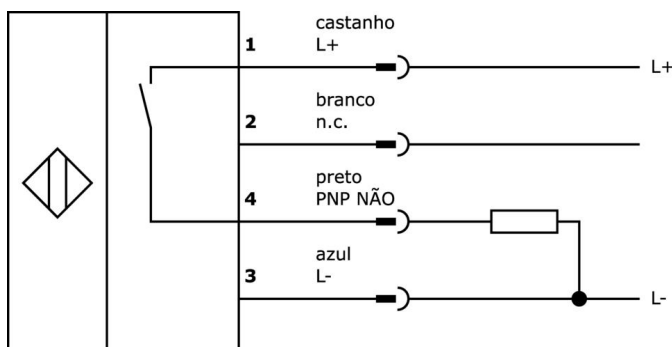 castanho
1 L+
L+
branco
2 n.c.
preto
4 PNP NÃO
azul
3 L-
L-